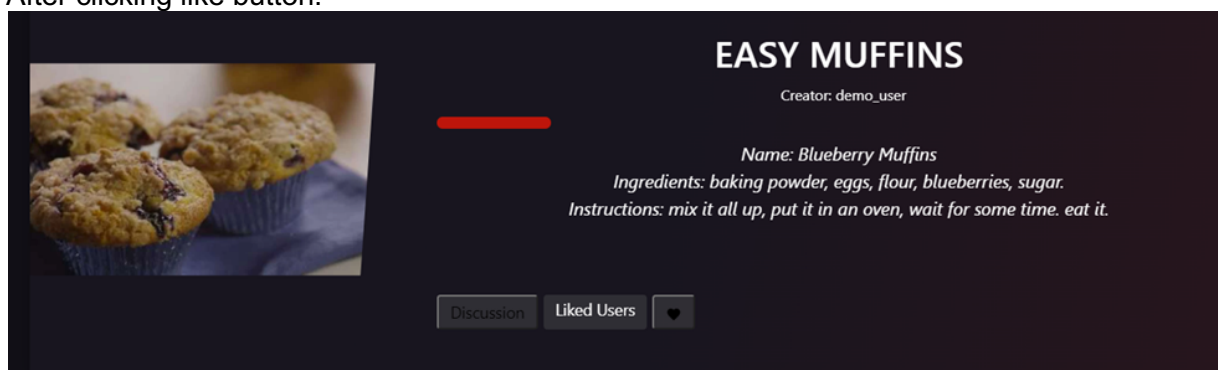 After clicking like button:
EASY MUFFINS
Creator: demo_user
Name: Blueberry Muffins
Ingredients: baking powder, eggs, flour, blueberries, sugar.
Instructions: mix it all up, put it in an oven, wait for some time. eat it.
Discussion Liked Users